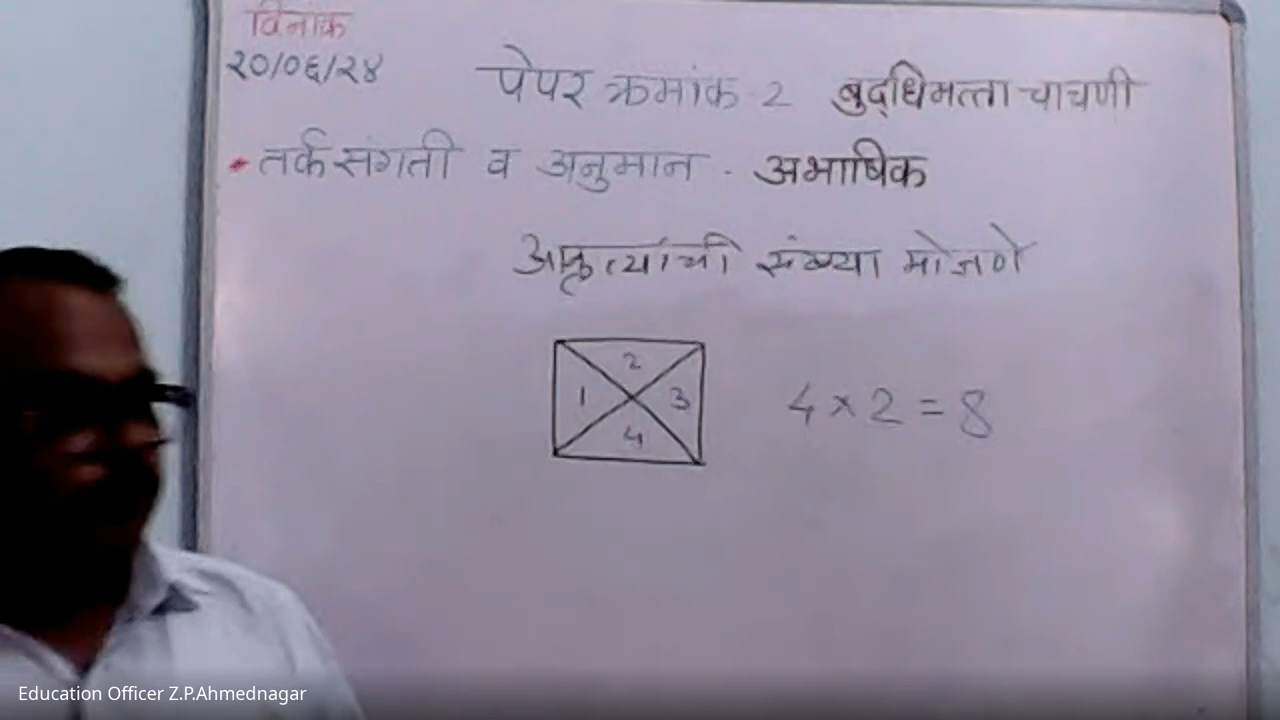 दिनांक
२०/०६/२४
पेपर क्रमांक - 2 बुद्धिमत्ता चाचणी
• तर्कसंगती व अनुमान - अभाषिक
आकृत्यांची संख्या मोजणे
2
1 3
4
4 × 2 = 8
Education Officer Z.P.Ahmednagar